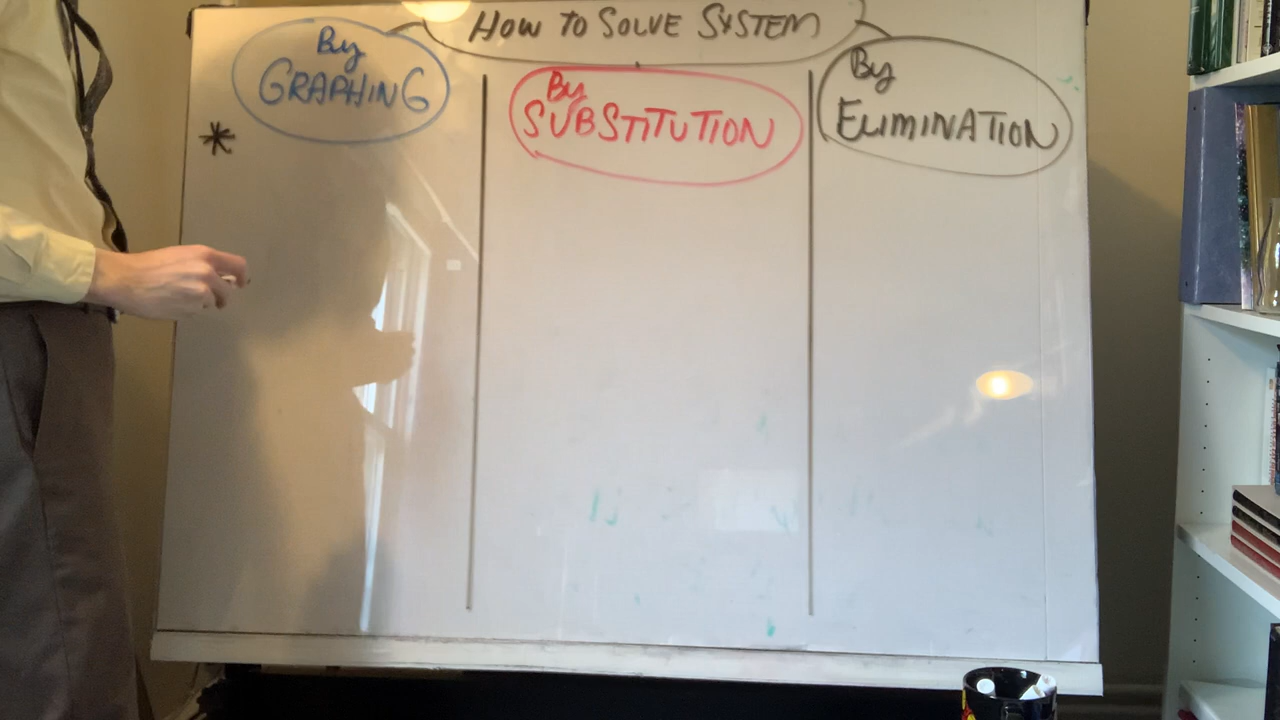 How to Solve System
By
GRAPHING
*
By
SUBSTITUTION
By
ELIMINATION